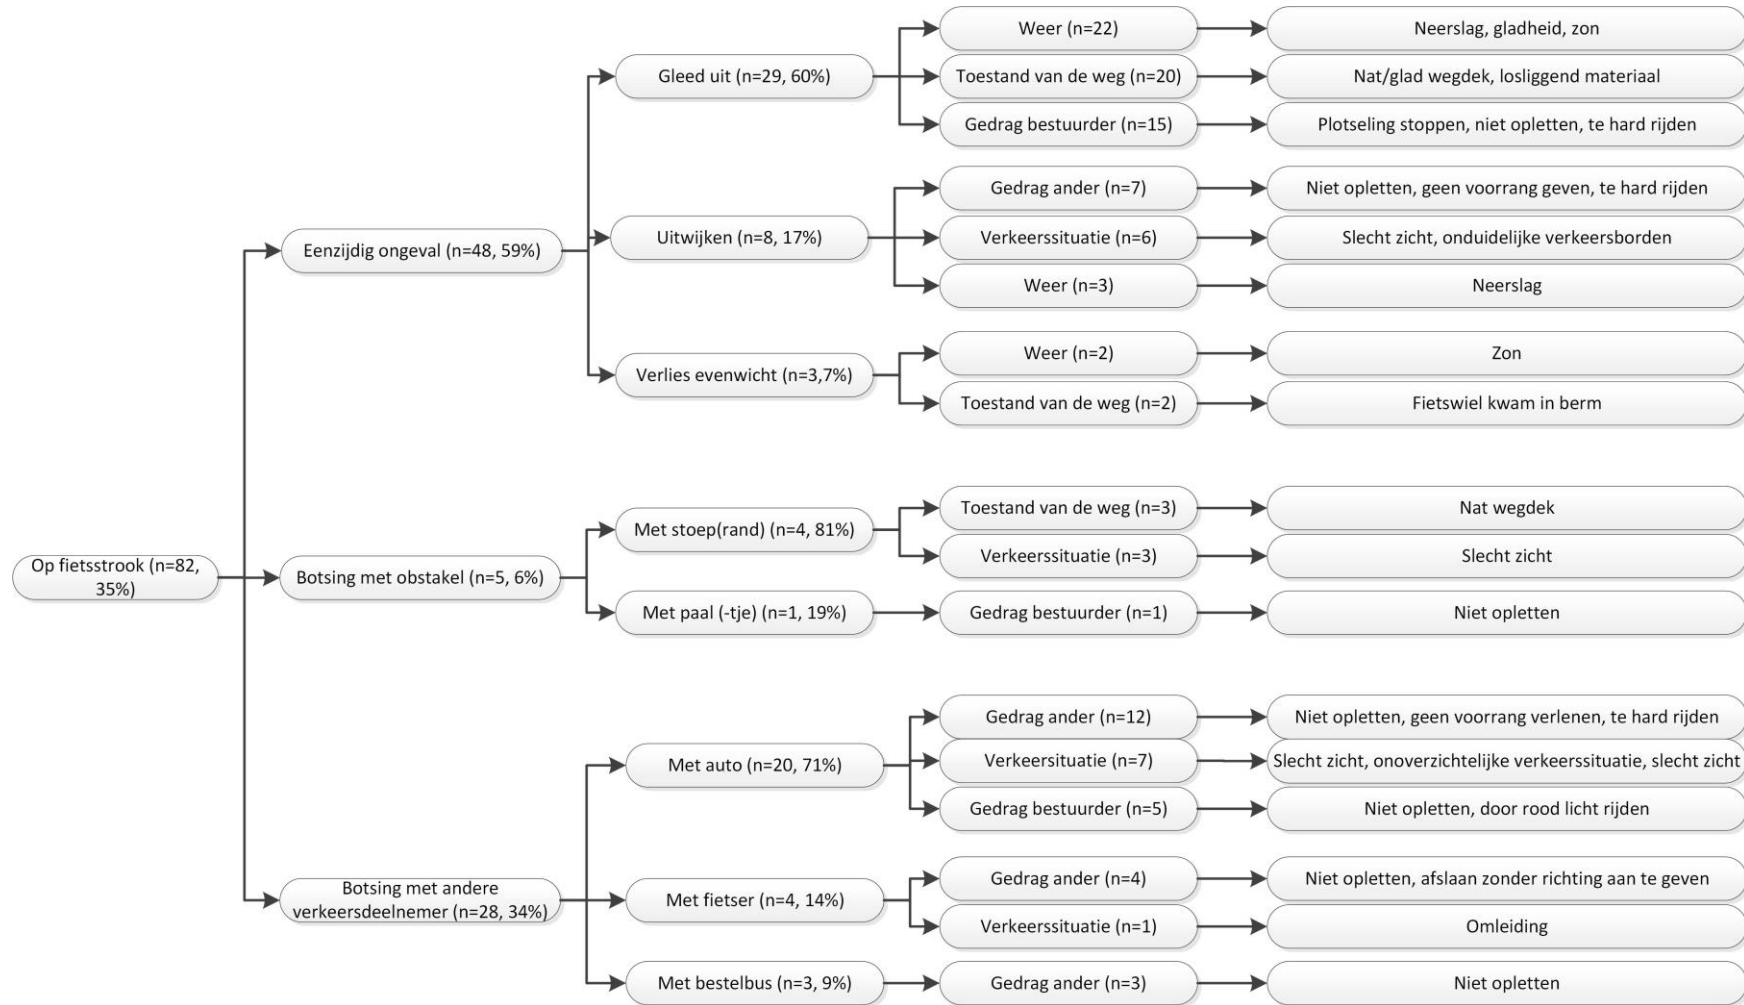 Op fietsstrook (n=82,
35%)
Eenzijdig ongeval (n=48, 59%)
Gleed uit (n=29, 60%)
Weer (n=22)
Neerslag, gladheid, zon
Toestand van de weg (n=20)
Nat/glad wegdek, losliggend materiaal
Gedrag bestuurder (n=15)
Plotseling stoppen, niet opletten, te hard rijden
Uitwijken (n=8, 17%)
Gedrag ander (n=7)
Niet opletten, geen voorrang geven, te hard rijden
Verkeerssituatie (n=6)
Slecht zicht, onduidelijke verkeersborden
Weer (n=3)
Neerslag
Verlies evenwicht (n=3,7%)
Weer (n=2)
Zon
Toestand van de weg (n=2)
Fietswiel kwam in berm
Botsing met obstakel (n=5, 6%)
Met stoep(rand) (n=4, 81%)
Toestand van de weg (n=3)
Nat wegdek
Verkeerssituatie (n=3)
Slecht zicht
Met paal (-tje) (n=1, 19%)
Gedrag bestuurder (n=1)
Niet opletten
Botsing met andere
verkeersdeelnemer (n=28, 34%)
Met auto (n=20, 71%)
Gedrag ander (n=12)
Niet opletten, geen voorrang verlenen, te hard rijden
Verkeersituatie (n=7)
Slecht zicht, onoverzichtelijke verkeerssituatie, slecht zicht
Gedrag bestuurder (n=5)
Niet opletten, door rood licht rijden
Met fietser (n=4, 14%)
Gedrag ander (n=4)
Niet opletten, afslaan zonder richting aan te geven
Verkeerssituatie (n=1)
Omleiding
Met bestelbus (n=3, 9%)
Gedrag ander (n=3)
Niet opletten